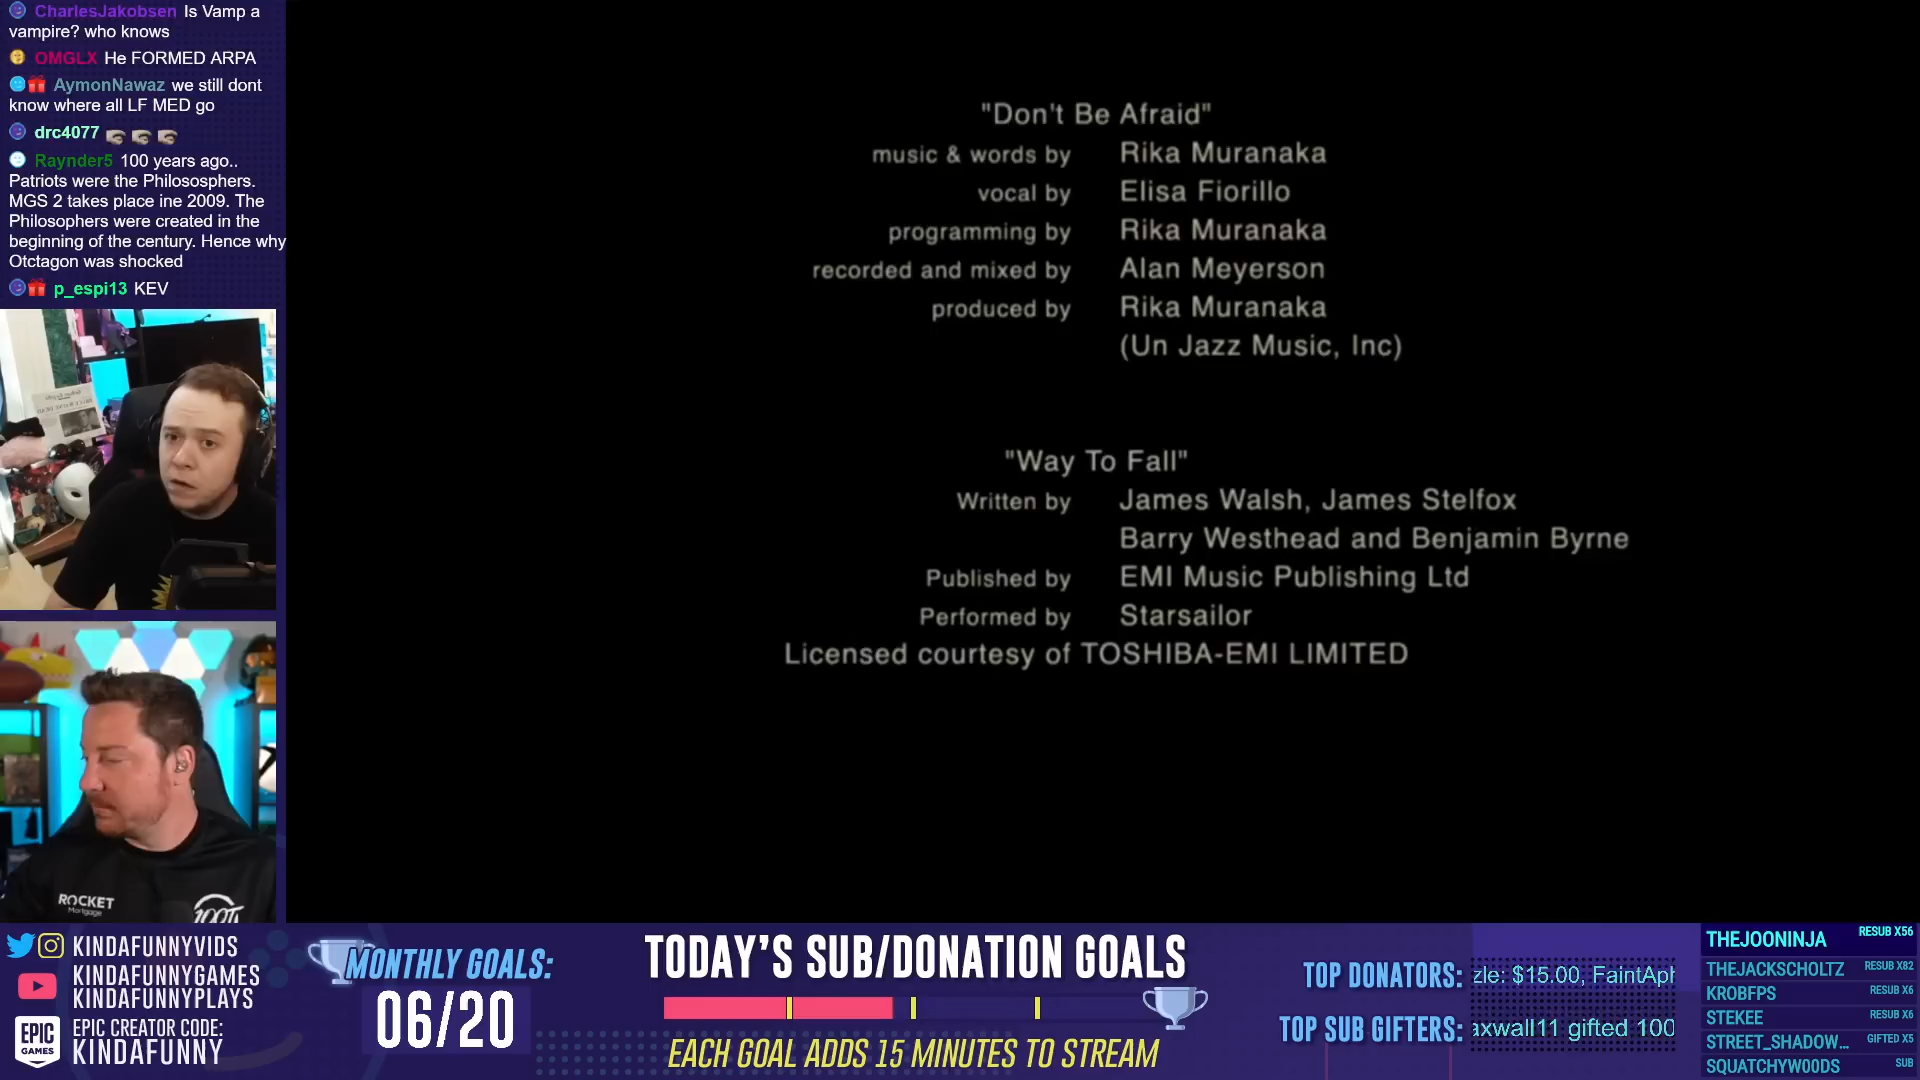 CharlesJakobsen Is Vamp a
vampire? who knows
OMGLX He FORMED ARPA
AymonNawaz we still dont
know where all LF MED go
drc4077
Raynder5 100 years ago..
Patriots were the Philososphers.
MGS 2 takes place ine 2009. The
Philosophers were created in the
beginning of the century. Hence why
Otctagon was shocked
p_espi13 KEV
"Don't Be Afraid"
music & words by Rika Muranaka
vocal by Elisa Fiorillo
programming by Rika Muranaka
recorded and mixed by Alan Meyerson
produced by Rika Muranaka
(Un Jazz Music, Inc)
"Way To Fall"
Written by James Walsh, James Stelfox
Barry Westhead and Benjamin Byrne
Published by EMI Music Publishing Ltd
Performed by Starsailor
Licensed courtesy of TOSHIBA-EMI LIMITED
ROCKET
Mortgage
100T
KINDAFUNNYVIDS
KINDAFUNNYGAMES
KINDAFUNNYPLAYS
EPIC
GAMES
EPIC CREATOR CODE:
KINDAFUNNY
MONTHLY GOALS:
06/20
TODAY'S SUB/DONATION GOALS
EACH GOAL ADDS 15 MINUTES TO STREAM
TOP DONATORS: zle: $15.00, FaintAph
TOP SUB GIFTERS: axwall11 gifted 100
THEJOONINJA RESUB X56
THEJACKSCHOLTZ RESUB X82
KROBFPS RESUB X6
STEKEE RESUB X6
STREET_SHADOW... GIFTED X5
SQUATCHYW00DS SUB